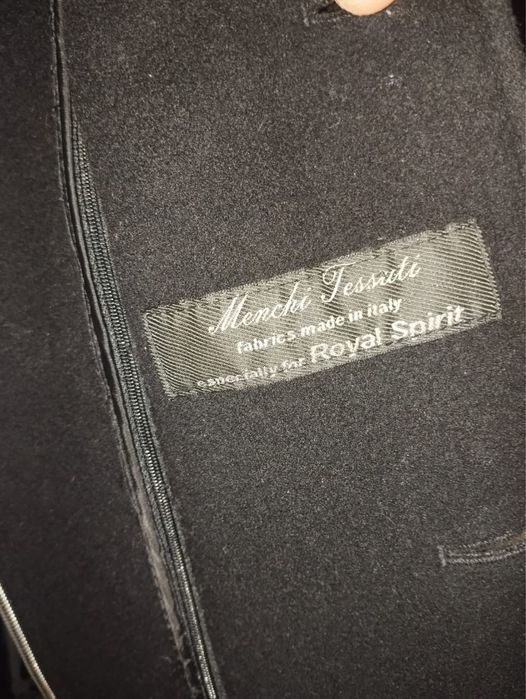 Menchi Tessuti
fabrics made in italy
especially for Royal Spirit